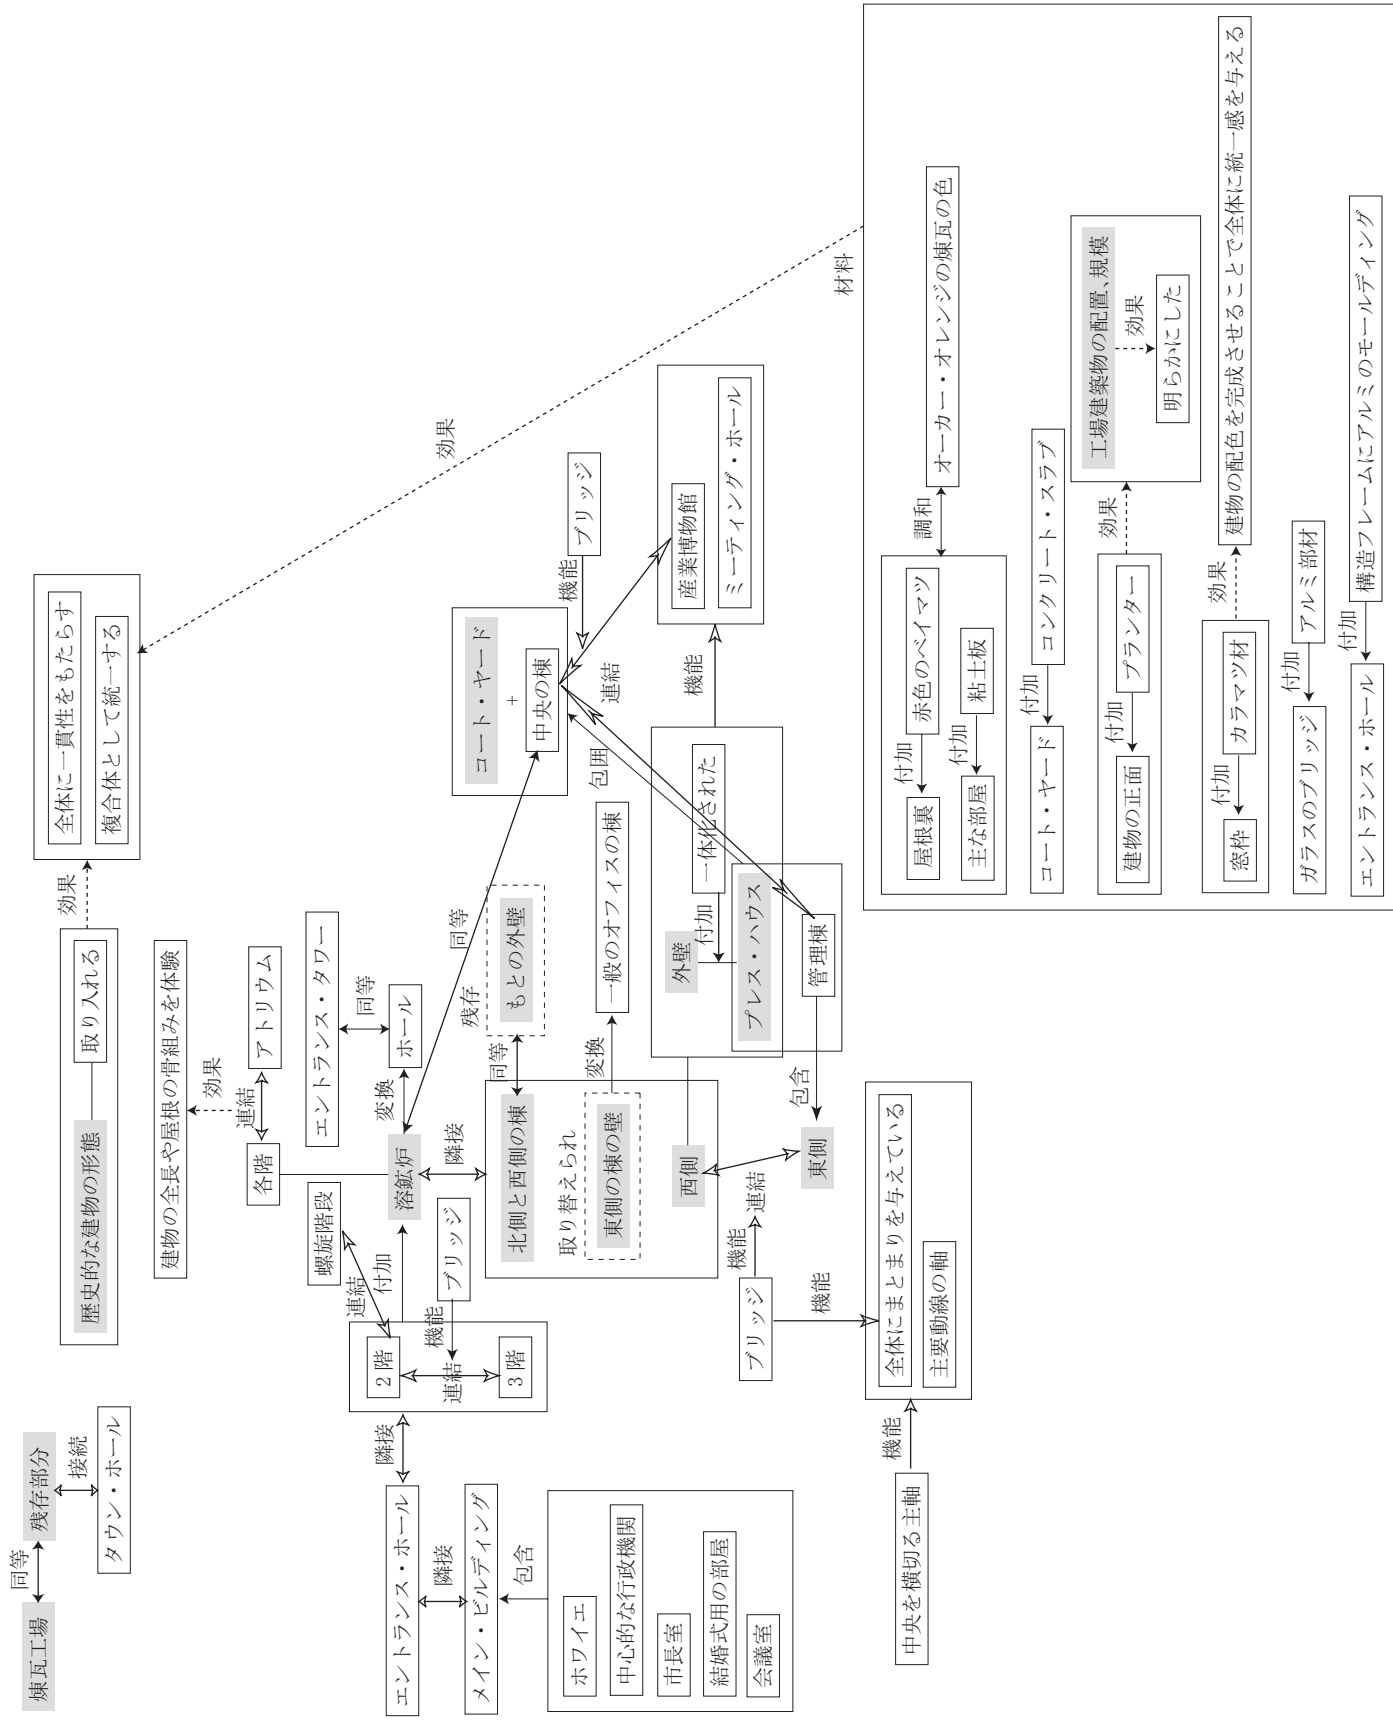 煉瓦工場
同等
残存部分
接続
タウン・ホール
歴史的な建物の形態
取り入れる
効果
全体に一貫性をもたらす
複合体として統一する
建物の全長や屋根の骨組みを体験
効果
各階
連結
アトリウム
エントランス・タワー
同等
ホール
変換
溶鉱炉
隣接
螺旋階段
連結
付加
2階
連結
3階
機能
ブリッジ
隣接
エントランス・ホール
隣接
メイン・ビルディング
包含
ホワイエ
中心的な行政機関
市長室
結婚式用の部屋
会議室
北側と西側の棟
同等
残存
もとの外壁
取り替えられ
東側の棟の壁
変換
一般のオフィスの棟
同等
コート・ヤード
+
中央の棟
機能
ブリッジ
包囲
連結
産業博物館
ミーティング・ホール
機能
外壁
付加
一体化された
プレス・ハウス
管理棟
西側
包含
東側
連結
機能
ブリッジ
機能
全体にまとまりを与えている
主要動線の軸
機能
中央を横切る主軸
効果
材料
屋根裏
付加
赤色のベイマツ
主な部屋
付加
粘土板
調和
オーカー・オレンジの煉瓦の色
コート・ヤード
付加
コンクリート・スラブ
建物の正面
付加
プランター
効果
工場建築物の配置、規模
効果
明らかにした
窓枠
付加
カラマツ材
効果
建物の配色を完成させることで全体に統一感を与える
ガラスのブリッジ
付加
アルミ部材
エントランス・ホール
付加
構造フレームにアルミのモールディング